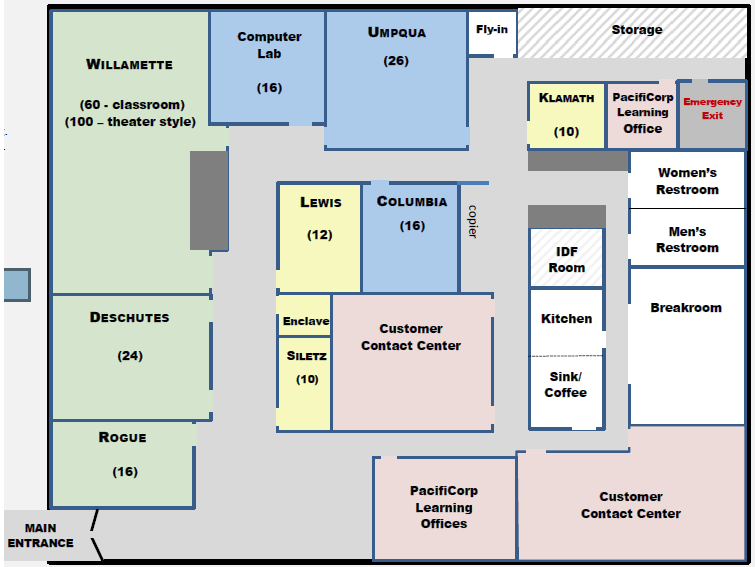 WILLAMETTE
(60 - classroom)
(100 – theater style)
Computer
Lab
(16)
UMPQUA
(26)
Fly-in
Storage
KLAMATH
(10)
PacifiCorp
Learning
Office
Emergency
Exit
Women's
Restroom
Men's
Restroom
LEWIS
(12)
COLUMBIA
(16)
copier
IDF
Room
Breakroom
DESCHUTES
(24)
Enclave
SILETZ
(10)
Customer
Contact Center
Kitchen
Sink/
Coffee
ROGUE
(16)
PacifiCorp
Learning
Offices
Customer
Contact Center
MAIN
ENTRANCE